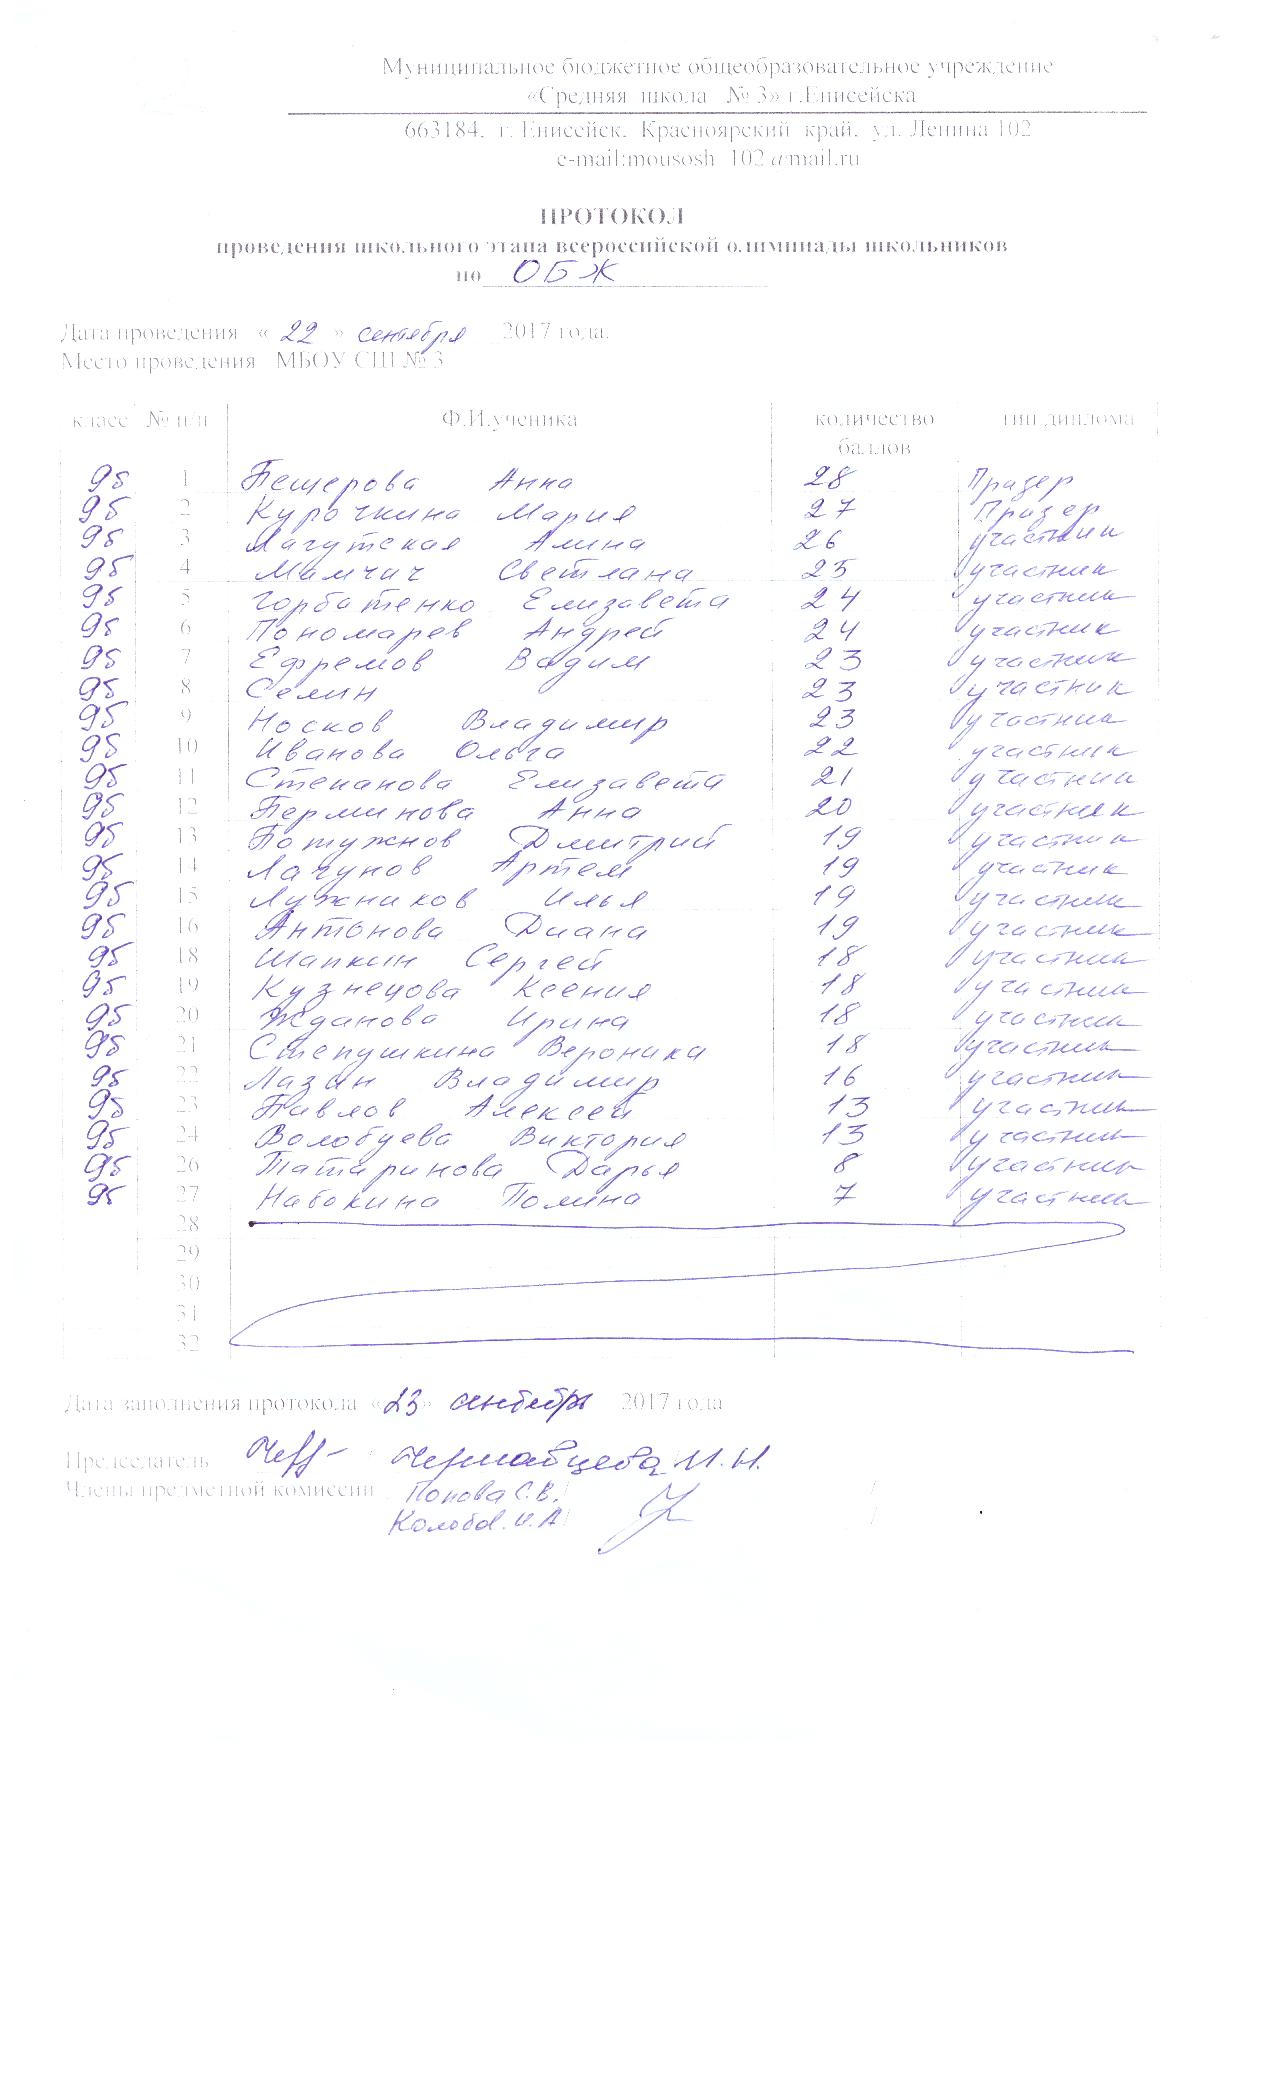 Муниципальное бюджетное общеобразовательное учреждение
«Средняя школа № 3» г.Енисейска
663184, г. Енисейск, Красноярский край, ул. Ленина 102
e-mail:mousosh_102@mail.ru
ПРОТОКОЛ
проведения школьного этапа всероссийской олимпиады школьников
по ОБЖ
Дата проведения « 22 » сентября 2017 года.
Место проведения МБОУ СШ № 3
класс № п/п Ф.И.ученика количество баллов тип диплома
9б 1 Пещерова Анна 28 Призер
9б 2 Курочкина Мария 27 Призер
9б 3 Лагутская Алина 26 участник
9б 4 Мамчич Светлана 25 участник
9б 5 Горбатенко Елизавета 24 участник
9б 6 Пономарев Андрей 24 участник
9б 7 Ефремов Вадим 23 участник
9б 8 Семин 23 участник
9б 9 Носков Владимир 23 участник
9б 10 Иванова Ольга 22 участник
9б 11 Степанова Елизавета 21 участник
9б 12 Перминова Анна 20 участник
9б 13 Потужнов Дмитрий 19 участник
9б 14 Лагунов Артем 19 участник
9б 15 Лужников Илья 19 участник
9б 16 Антонова Диана 19 участник
9б 18 Шапкин Сергей 18 участник
9б 19 Кузнецова Ксения 18 участник
9б 20 Жданова Ирина 18 участник
9б 21 Степушкина Вероника 18 участник
9б 22 Лазин Владимир 16 участник
9б 23 Павлов Алексей 13 участник
9б 24 Волобуева Виктория 13 участник
9б 26 Татаринова Дарья 8 участник
9б 27 Набокина Полина 7 участник
28
29
30
31
32
Дата заполнения протокола «23» сентября 2017 года
Председатель И.Н.
Члены предметной комиссии Попова С.В./
И.А/